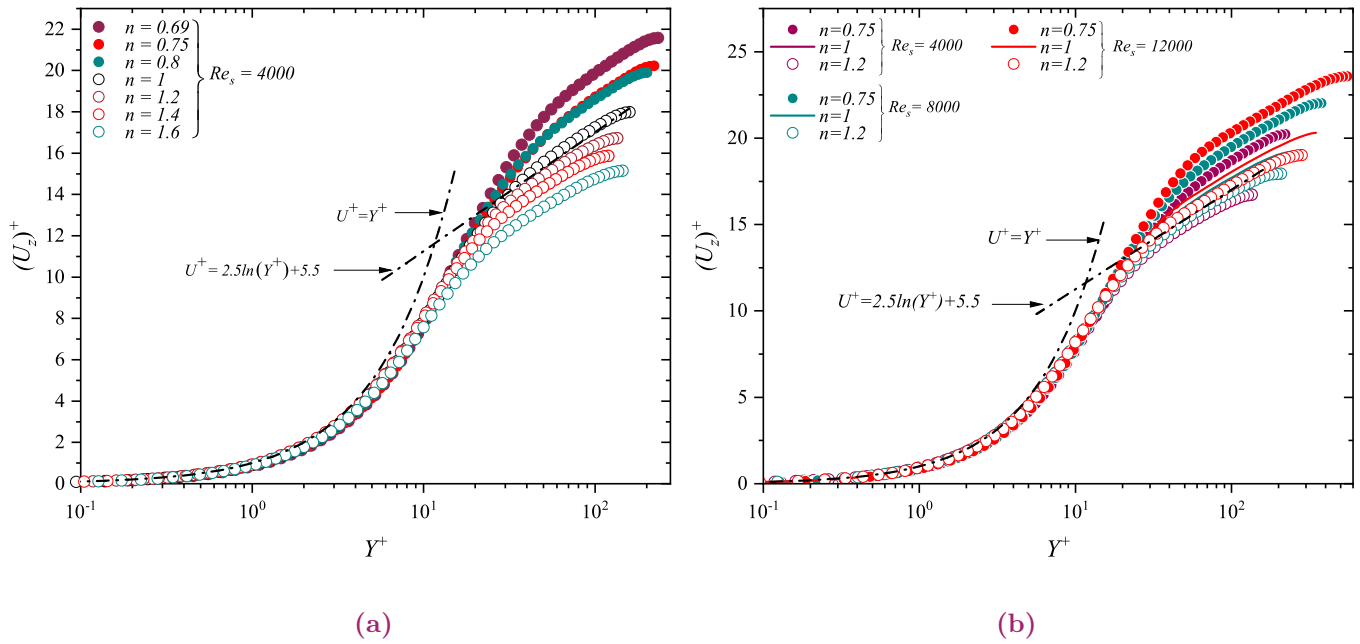 22
20
18
16
14
12
10
8
6
4
2
0
(U_z)^+
n = 0.69
n = 0.75
n = 0.8
n = 1
n = 1.2
n = 1.4
n = 1.6
Re_s = 4000
U^+=Y^+
U^+= 2.5ln(Y^+)+5.5
10^-1
10^0
10^1
10^2
Y^+
(a)
25
20
15
10
5
0
(U_z)^+
n=0.75
n=1
n=1.2
Re_s= 4000
n=0.75
n=1
n=1.2
Re_s= 12000
n=0.75
n=1
n=1.2
Re_s= 8000
U^+=Y^+
U^+=2.5ln(Y^+)+5.5
10^-1
10^0
10^1
10^2
Y^+
(b)